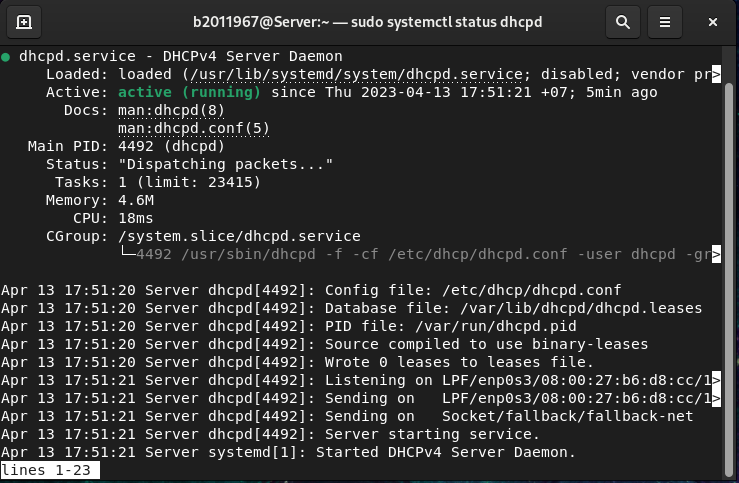 b2011967@Server:~ — sudo systemctl status dhcpd
● dhcpd.service - DHCPv4 Server Daemon
     Loaded: loaded (/usr/lib/systemd/system/dhcpd.service; disabled; vendor pr>
     Active: active (running) since Thu 2023-04-13 17:51:21 +07; 5min ago
       Docs: man:dhcpd(8)
             man:dhcpd.conf(5)
   Main PID: 4492 (dhcpd)
     Status: "Dispatching packets..."
      Tasks: 1 (limit: 23415)
     Memory: 4.6M
        CPU: 18ms
     CGroup: /system.slice/dhcpd.service
             └─4492 /usr/sbin/dhcpd -f -cf /etc/dhcp/dhcpd.conf -user dhcpd -gr>
Apr 13 17:51:20 Server dhcpd[4492]: Config file: /etc/dhcp/dhcpd.conf
Apr 13 17:51:20 Server dhcpd[4492]: Database file: /var/lib/dhcpd/dhcpd.leases
Apr 13 17:51:20 Server dhcpd[4492]: PID file: /var/run/dhcpd.pid
Apr 13 17:51:20 Server dhcpd[4492]: Source compiled to use binary-leases
Apr 13 17:51:20 Server dhcpd[4492]: Wrote 0 leases to leases file.
Apr 13 17:51:21 Server dhcpd[4492]: Listening on LPF/enp0s3/08:00:27:b6:d8:cc/1>
Apr 13 17:51:21 Server dhcpd[4492]: Sending on   LPF/enp0s3/08:00:27:b6:d8:cc/1>
Apr 13 17:51:21 Server dhcpd[4492]: Sending on   Socket/fallback/fallback-net
Apr 13 17:51:21 Server dhcpd[4492]: Server starting service.
Apr 13 17:51:21 Server systemd[1]: Started DHCPv4 Server Daemon.
lines 1-23